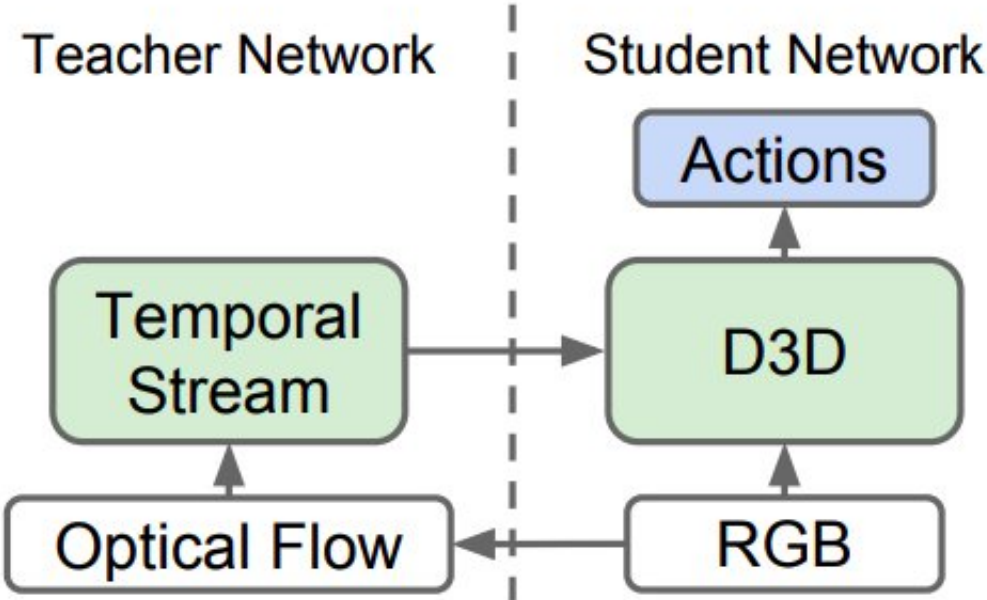 Teacher Network
Student Network
Actions
Temporal
Stream
D3D
Optical Flow
RGB